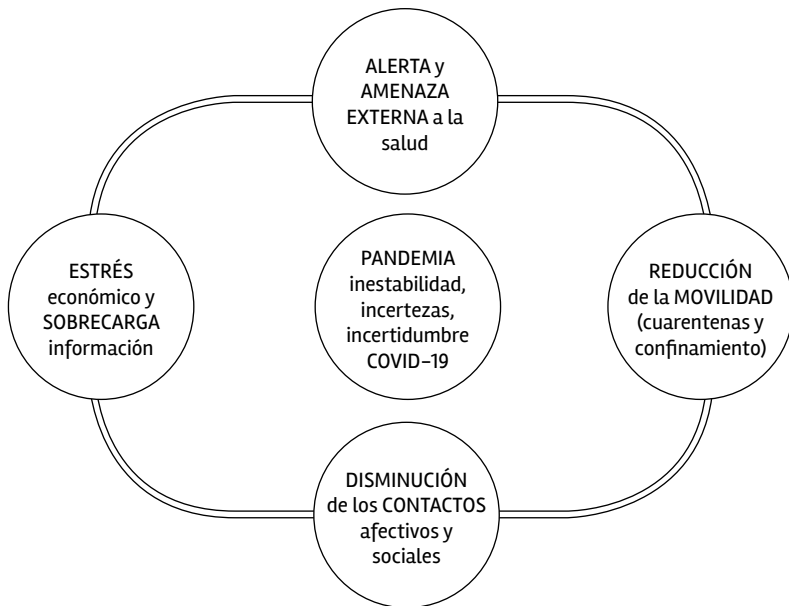 ALERTA y
AMENAZA
EXTERNA a la
salud
ESTRÉS
económico y
SOBRECARGA
información
PANDEMIA
inestabilidad,
incertezas,
incertidumbre
COVID-19
REDUCCIÓN
de la MOVILIDAD
(cuarentenas y
confinamiento)
DISMINUCIÓN
de los CONTACTOS
afectivos y
sociales